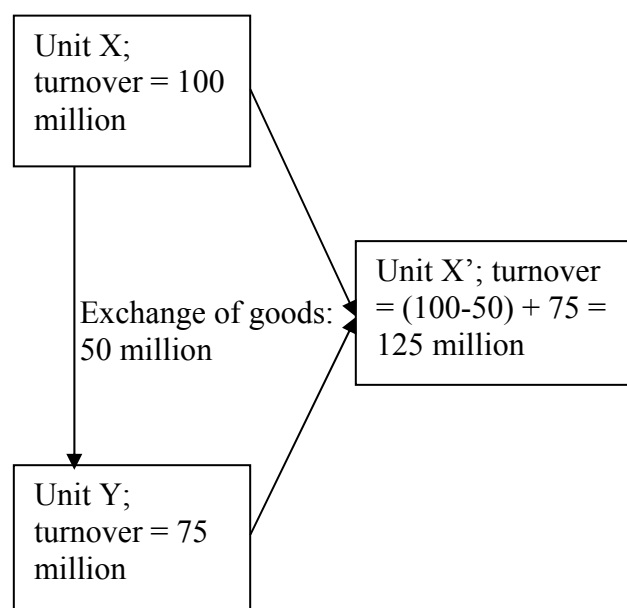 Unit X;
turnover = 100
million
Exchange of goods:
50 million
Unit X’; turnover
= (100-50) + 75 =
125 million
Unit Y;
turnover = 75
million